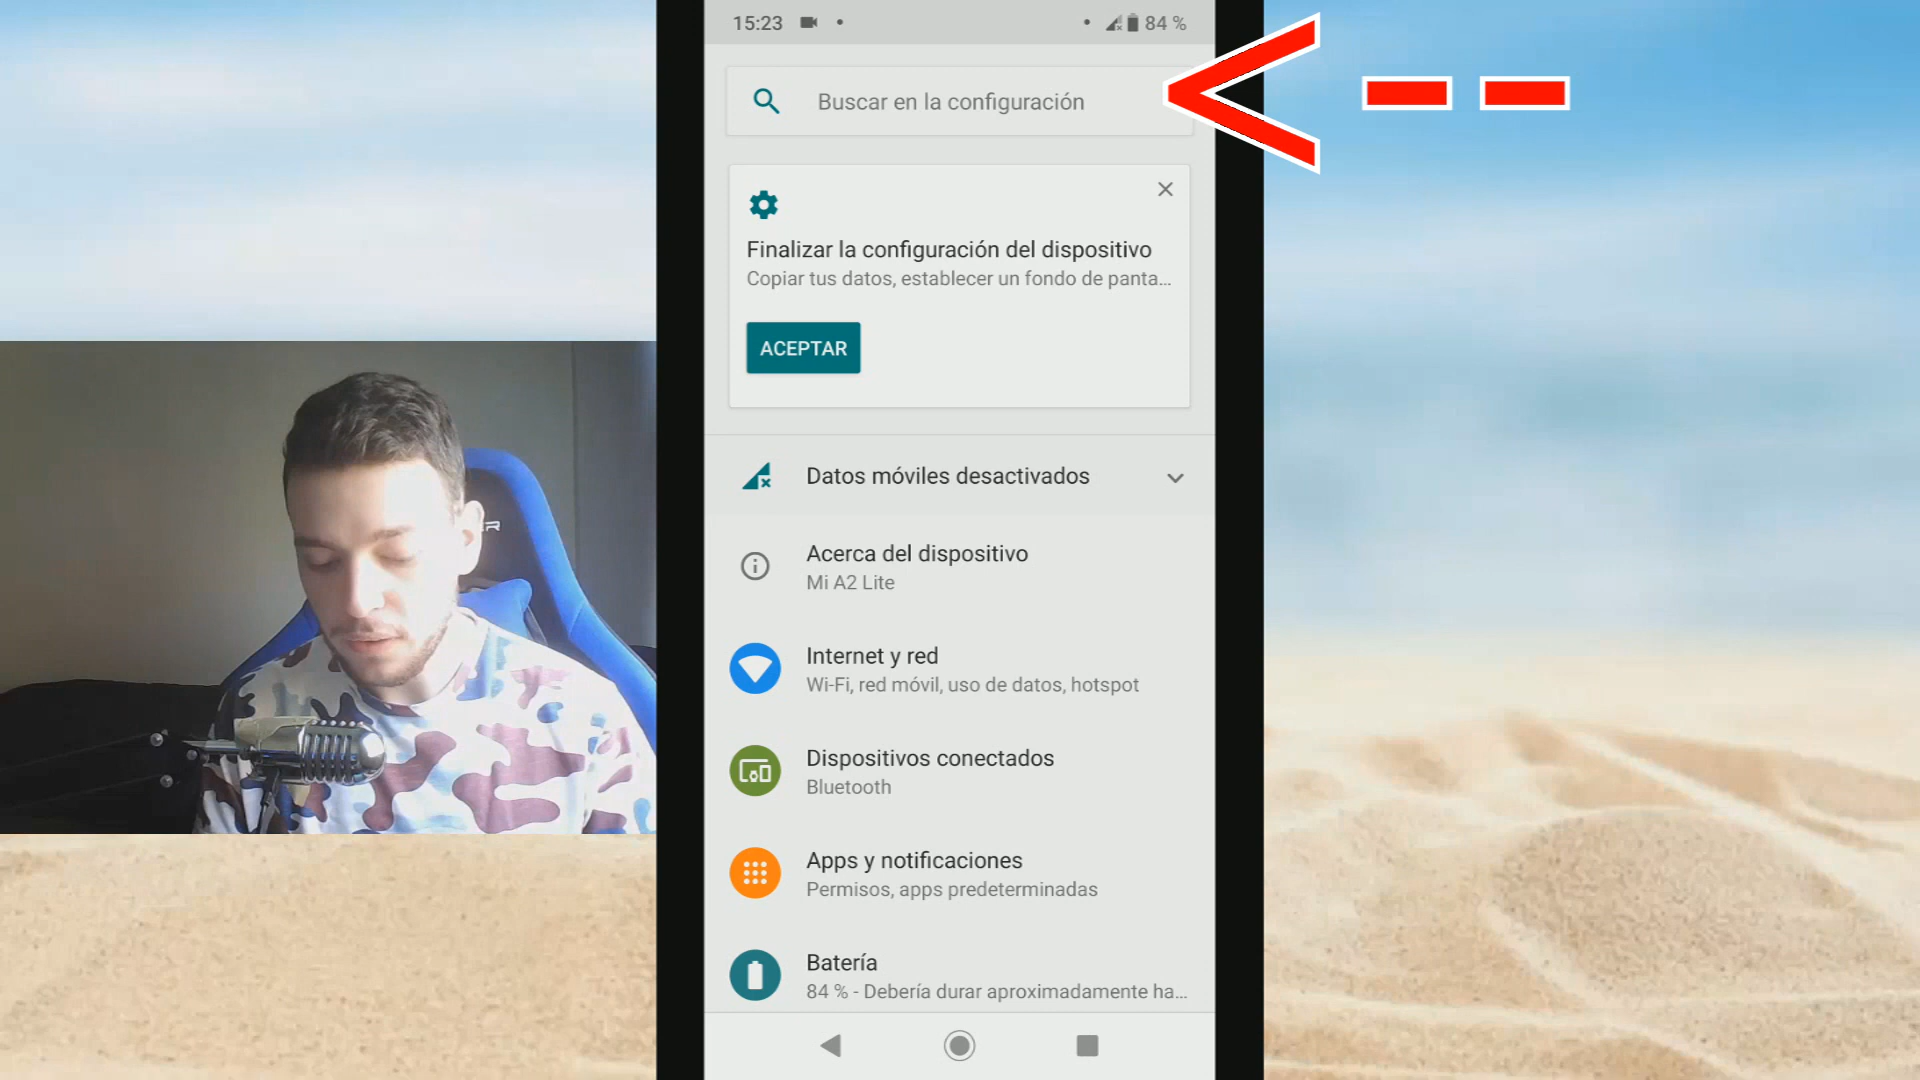 15:23
84 %
Buscar en la configuración
Finalizar la configuración del dispositivo
Copiar tus datos, establecer un fondo de panta...
ACEPTAR
Datos móviles desactivados
Acerca del dispositivo
Mi A2 Lite
Internet y red
Wi-Fi, red móvil, uso de datos, hotspot
Dispositivos conectados
Bluetooth
Apps y notificaciones
Permisos, apps predeterminadas
Batería
84 % - Debería durar aproximadamente ha...